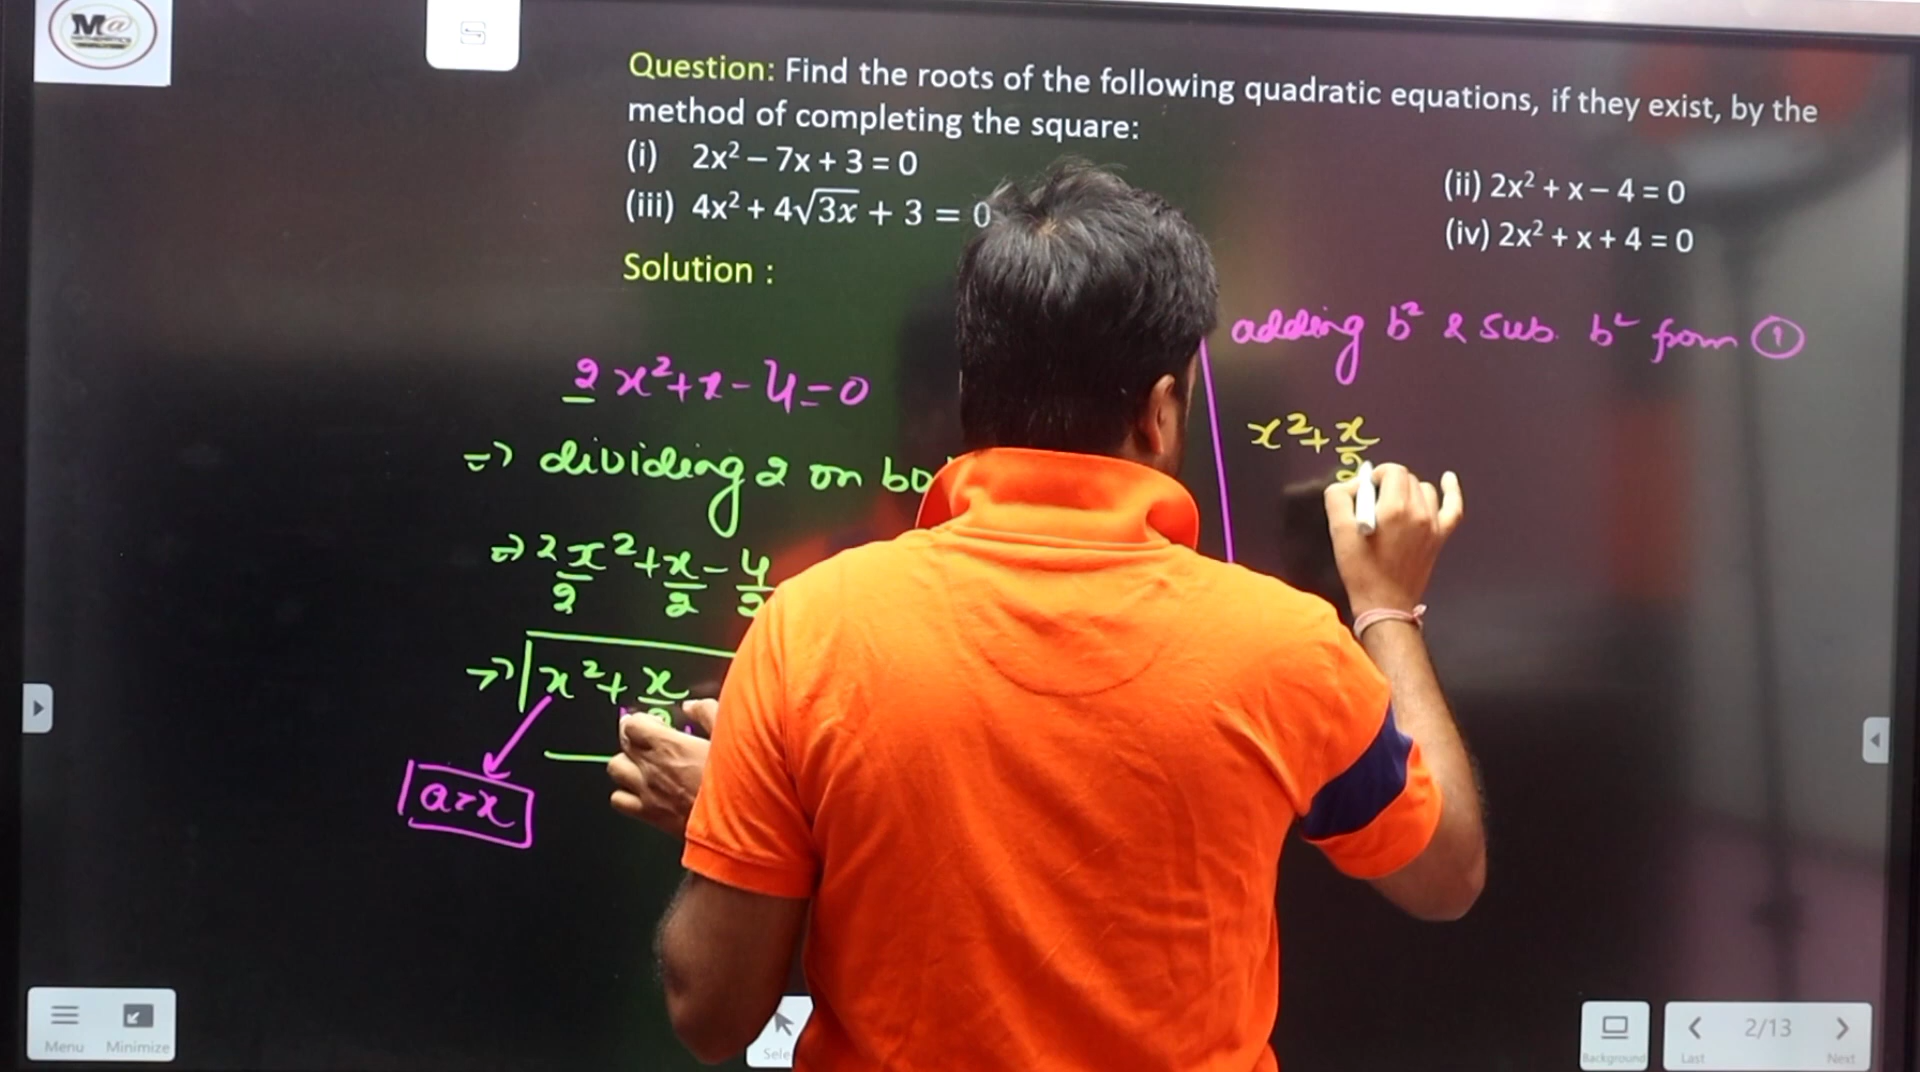 M@
Question: Find the roots of the following quadratic equations, if they exist, by the
method of completing the square:
(i) 2x² – 7x + 3 = 0
(ii) 2x² + x – 4 = 0
(iii) 4x² + 4√3x + 3 = 0
(iv) 2x² + x + 4 = 0
Solution :
2x²+x-4=0
=> dividing 2 on
=> 2x²/2 + x/2 - 4/2
=> x² + x/2
a=x
adding b² & sub. b² from ①
x² + x/2
Menu
Minimize
Background
Last
2/13
Next